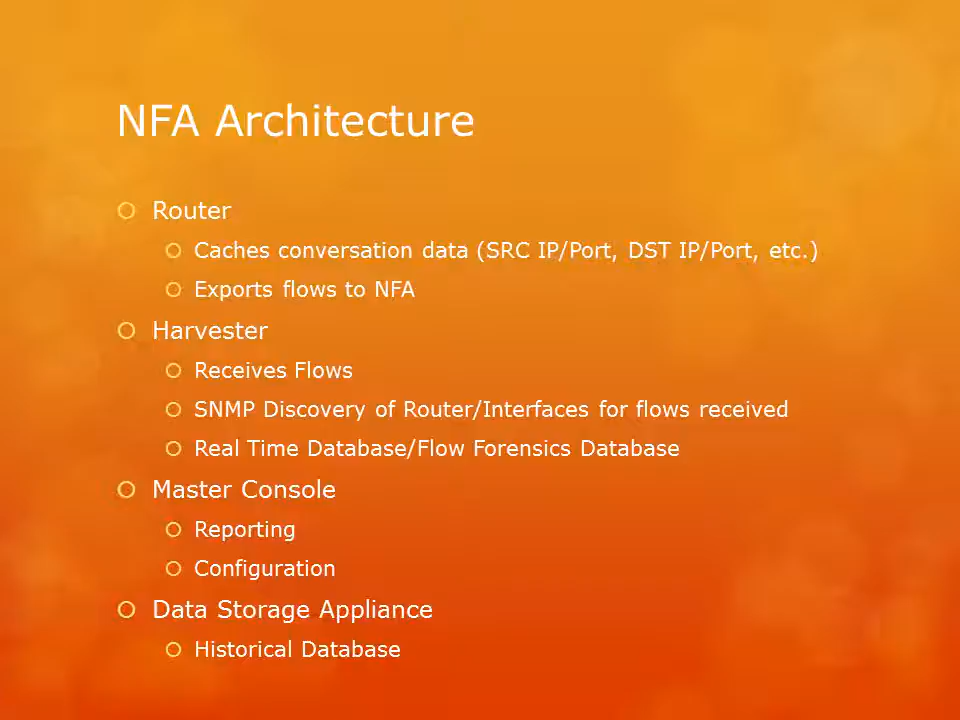 NFA Architecture
Router
Caches conversation data (SRC IP/Port, DST IP/Port, etc.)
Exports flows to NFA
Harvester
Receives Flows
SNMP Discovery of Router/Interfaces for flows received
Real Time Database/Flow Forensics Database
Master Console
Reporting
Configuration
Data Storage Appliance
Historical Database